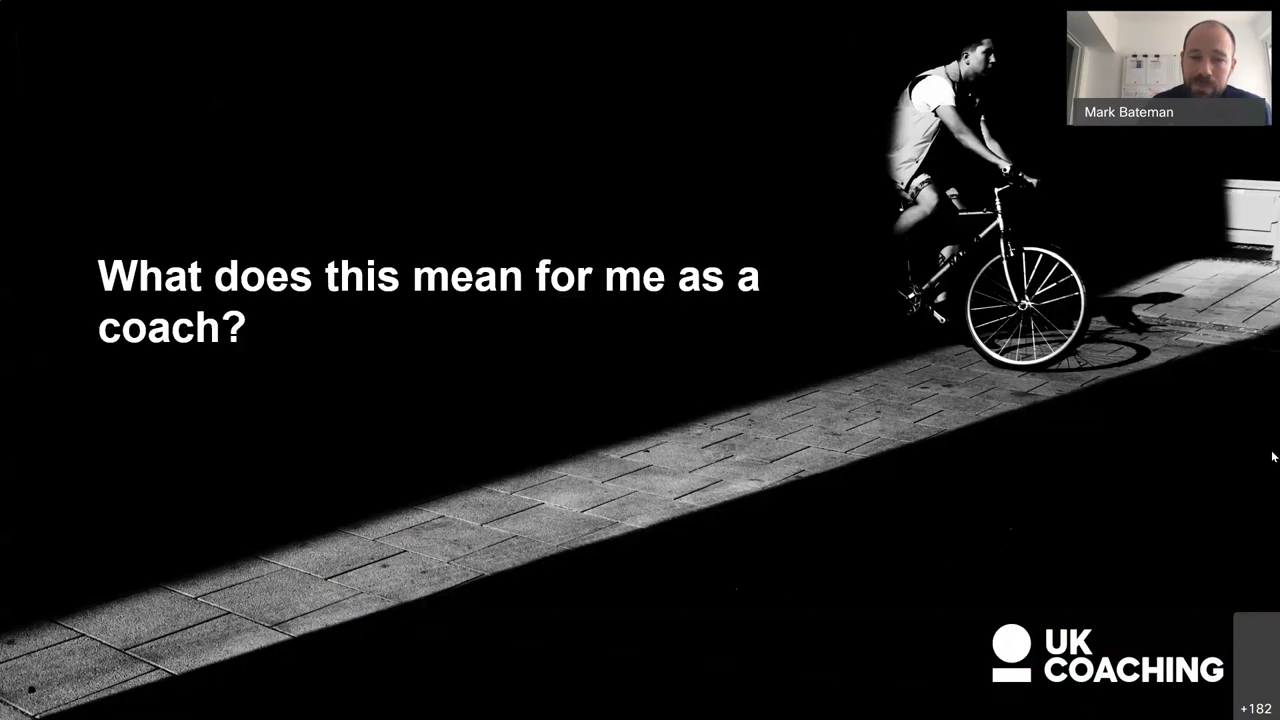 Mark Bateman
What does this mean for me as a
coach?
UK
COACHING
+182